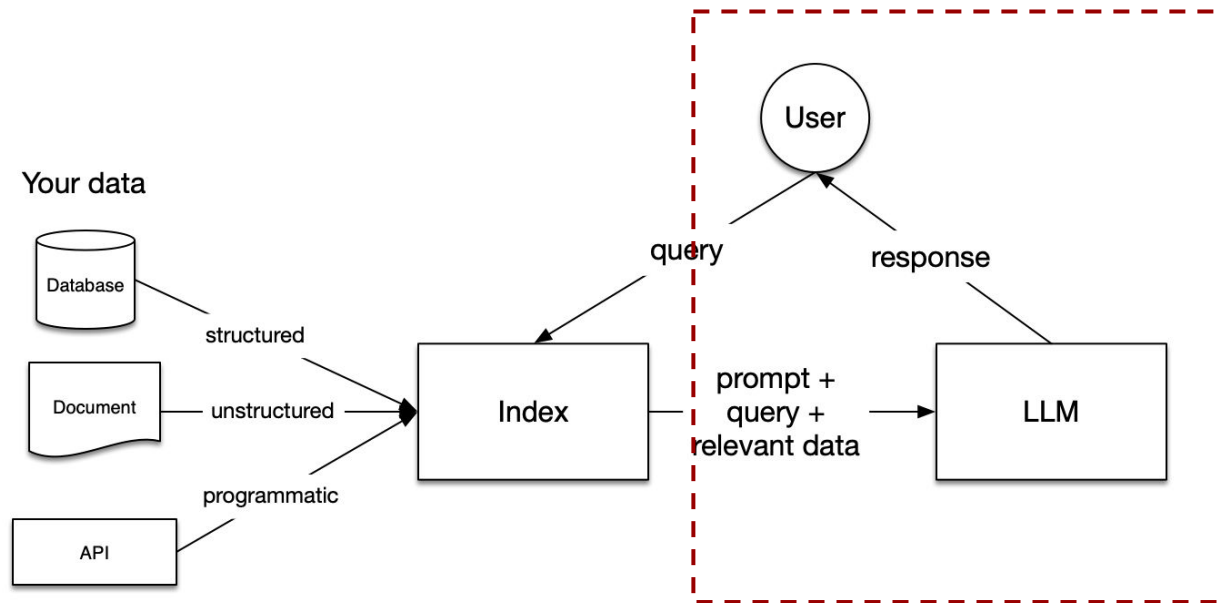 User
Your data
query
response
Database
structured
Document
unstructured
Index
prompt +
query +
relevant data
LLM
programmatic
API